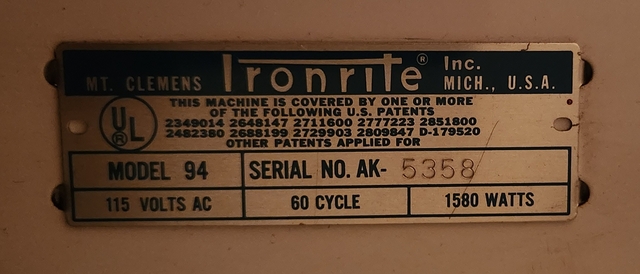 MT. CLEMENS Ironrite® Inc. MICH., U.S.A.
THIS MACHINE IS COVERED BY ONE OR MORE
OF THE FOLLOWING U.S. PATENTS
2349014 2648147 2711600 2777223 2851800
2482380 2688199 2729903 2809847 D-179520
OTHER PATENTS APPLIED FOR
UL®
MODEL 94 SERIAL NO. AK- 5358
115 VOLTS AC 60 CYCLE 1580 WATTS